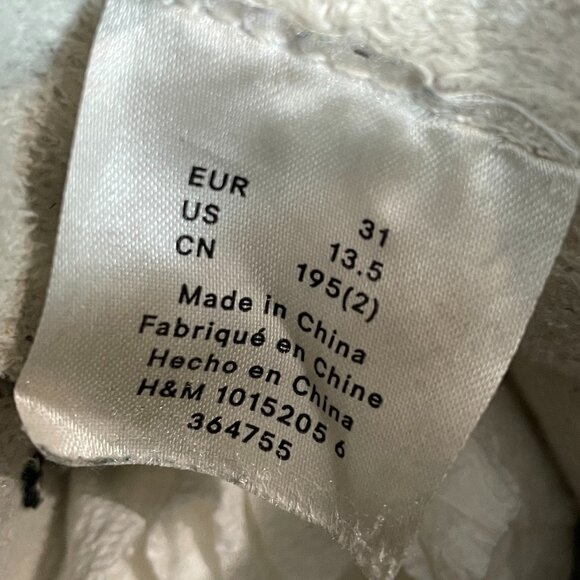 EUR 31
US 13.5
CN 195(2)
Made in China
Fabriqué en Chine
Hecho en China
H&M 1015205 6
364755